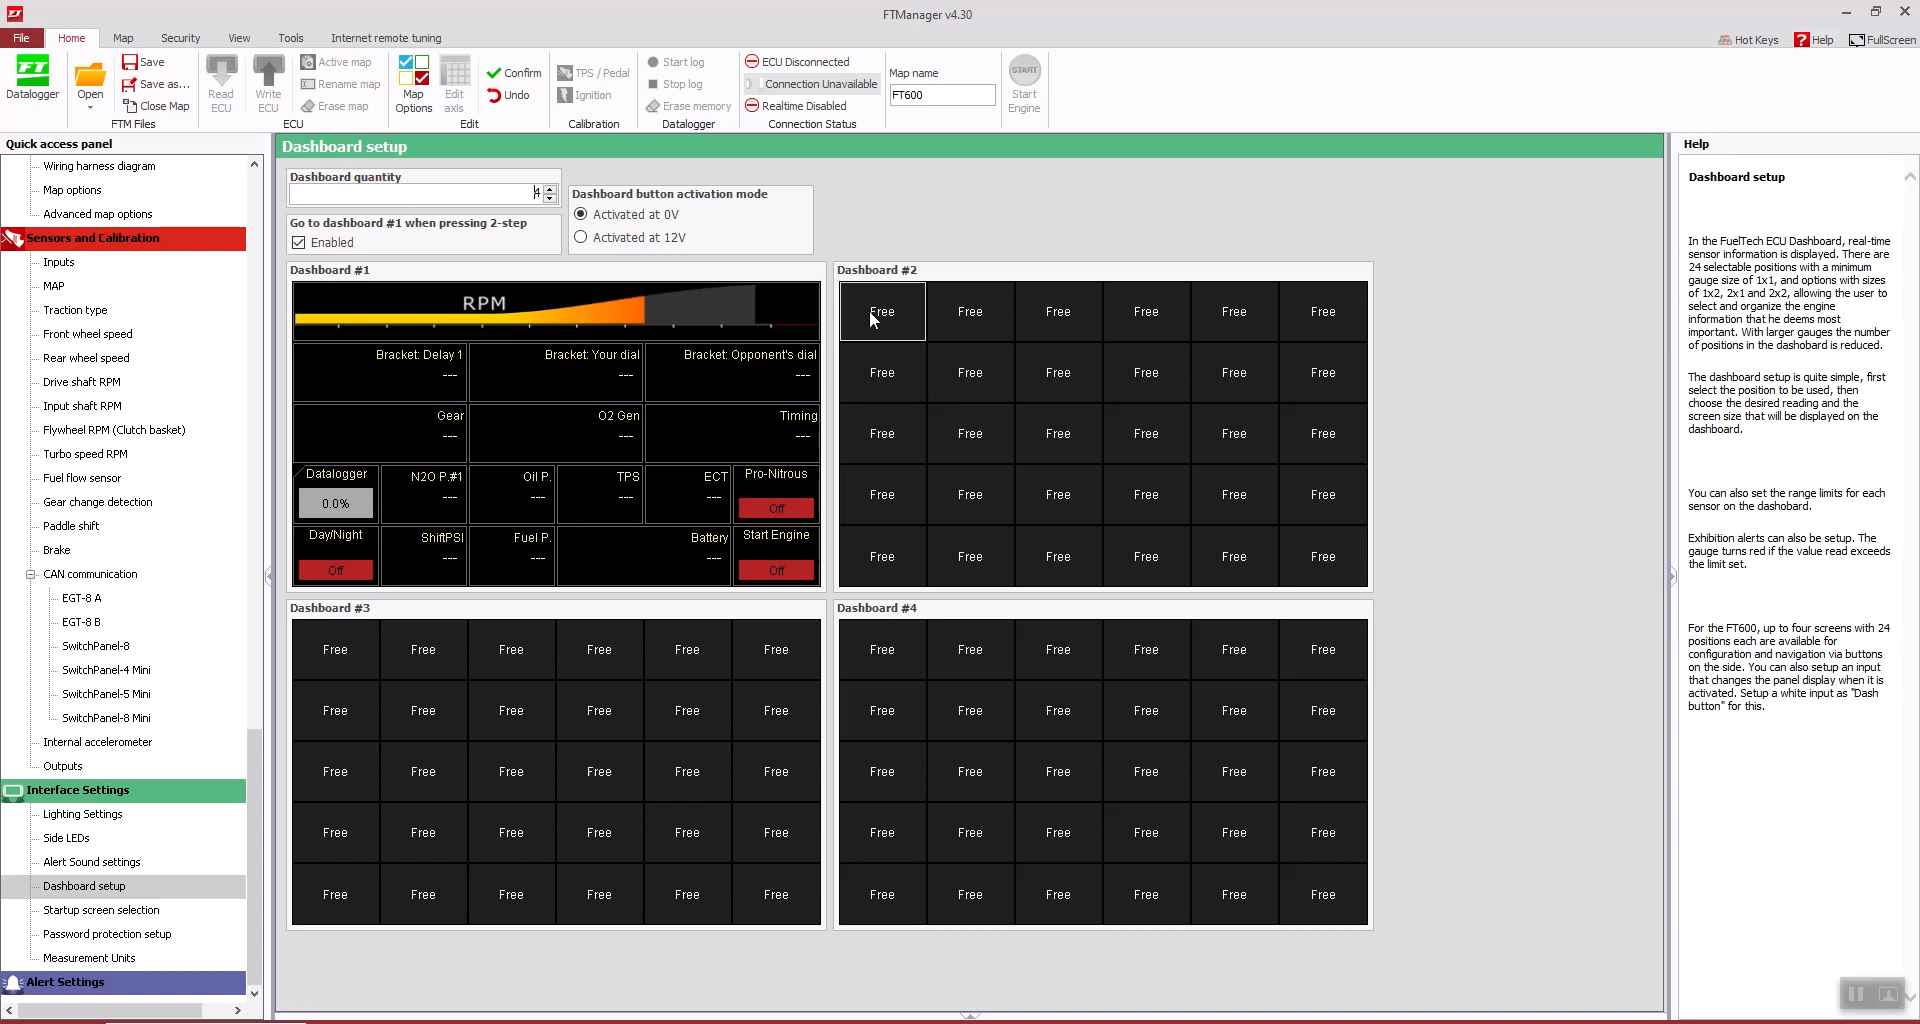 FT
FTManager v4.30
File
Home
Map
Security
View
Tools
Internet remote tuning
Hot Keys
? Help
FullScreen
FT
Datalogger
Open
Save
Save as...
Close Map
FTM Files
Read
ECU
Write
ECU
Active map
Rename map
Erase map
ECU
Map
Options
Edit
axis
Confirm
Undo
Edit
TPS / Pedal
Ignition
Calibration
Start log
Stop log
Erase memory
Datalogger
ECU Disconnected
Connection Unavailable
Realtime Disabled
Connection Status
Map name
FT600
START
Start
Engine
Quick access panel
Wiring harness diagram
Map options
Advanced map options
Sensors and Calibration
Inputs
MAP
Traction type
Front wheel speed
Rear wheel speed
Drive shaft RPM
Input shaft RPM
Flywheel RPM (Clutch basket)
Turbo speed RPM
Fuel flow sensor
Gear change detection
Paddle shift
Brake
CAN communication
EGT-8 A
EGT-8 B
SwitchPanel-8
SwitchPanel-4 Mini
SwitchPanel-5 Mini
SwitchPanel-8 Mini
Internal accelerometer
Outputs
Interface Settings
Lighting Settings
Side LEDs
Alert Sound settings
Dashboard setup
Startup screen selection
Password protection setup
Measurement Units
Alert Settings
Dashboard setup
Dashboard quantity
4
Go to dashboard #1 when pressing 2-step
Enabled
Dashboard button activation mode
Activated at 0V
Activated at 12V
Dashboard #1
RPM
Bracket: Delay 1 Bracket: Your dial Bracket: Opponent's dial
--- --- ---
Gear O2 Gen Timing
--- --- ---
Datalogger N2O P.#1 Oil P. TPS ECT Pro-Nitrous
0.0% --- --- --- --- Off
Day/Night ShiftPSI Fuel P. Battery Start Engine
Off --- --- --- Off
Dashboard #2
Free Free Free Free Free Free
Free Free Free Free Free Free
Free Free Free Free Free Free
Free Free Free Free Free Free
Free Free Free Free Free Free
Dashboard #3
Free Free Free Free Free Free
Free Free Free Free Free Free
Free Free Free Free Free Free
Free Free Free Free Free Free
Free Free Free Free Free Free
Dashboard #4
Free Free Free Free Free Free
Free Free Free Free Free Free
Free Free Free Free Free Free
Free Free Free Free Free Free
Free Free Free Free Free Free
Help
Dashboard setup
In the FuelTech ECU Dashboard, real-time
sensor information is displayed. There are
24 selectable positions with a minimum
gauge size of 1x1, and options with sizes
of 1x2, 2x1 and 2x2, allowing the user to
select and organize the engine
information that he deems most
important. With larger gauges the number
of positions in the dashobard is reduced.
The dashboard setup is quite simple, first
select the position to be used, then
choose the desired reading and the
screen size that will be displayed on the
dashboard.
You can also set the range limits for each
sensor on the dashobard.
Exhibition alerts can also be setup. The
gauge turns red if the value read exceeds
the limit set.
For the FT600, up to four screens with 24
positions each are available for
configuration and navigation via buttons
on the side. You can also setup an input
that changes the panel display when it is
activated. Setup a white input as "Dash
button" for this.